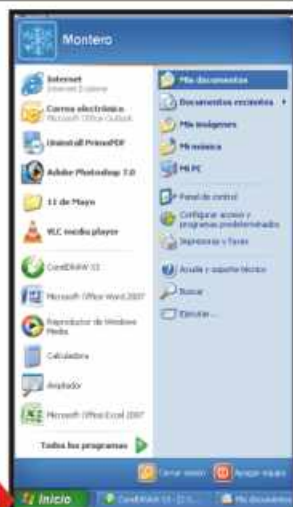 Montero
Internet
Internet Explorer
Correo electrónico
Microsoft Office Outlook
Uninstall PrimoPDF
Adobe Photoshop 7.0
11 de Mayo
VLC media player
CorelDRAW 12
Microsoft Office Word 2007
Reproductor de Windows
Media
Calculadora
Ampliador
Microsoft Office Excel 2007
Todos los programas
Mis documentos
Documentos recientes
Mis imágenes
Mi música
Mi PC
Panel de control
Configurar acceso y
programas predeterminados
Impresoras y faxes
Ayuda y soporte técnico
Buscar
Ejecutar...
Cerrar sesión
Apagar equipo
Inicio
Mis documentos